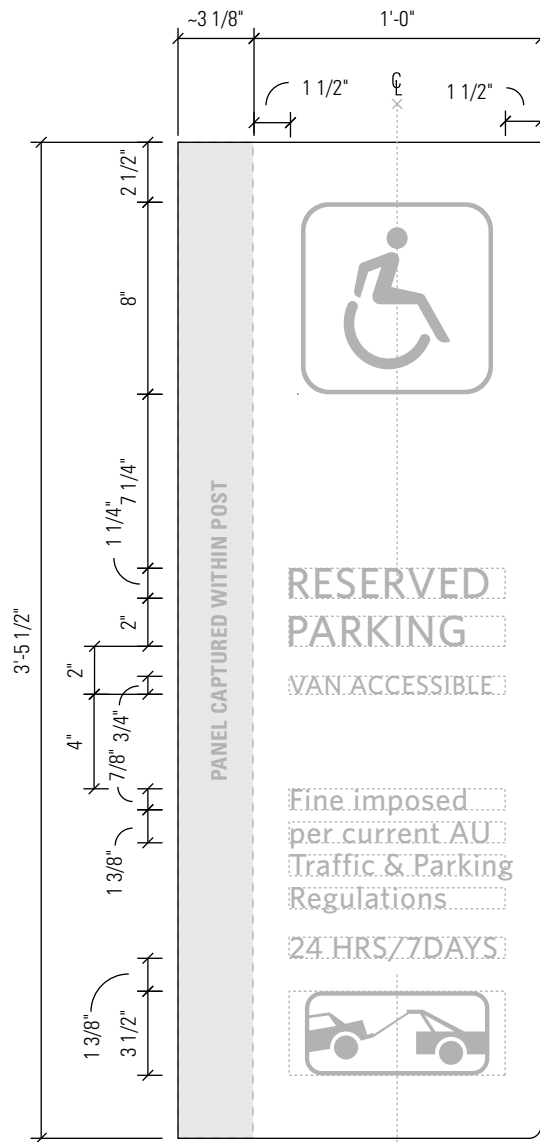 ~3 1/8"
1'-0"
1 1/2"
CL
1 1/2"
2 1/2"
8"
7 1/4"
1 1/4"
2"
3'-5 1/2"
2"
3/4"
4"
7/8"
1 3/8"
1 3/8"
3 1/2"
PANEL CAPTURED WITHIN POST
RESERVED
PARKING
VAN ACCESSIBLE
Fine imposed
per current AU
Traffic & Parking
Regulations
24 HRS/7DAYS